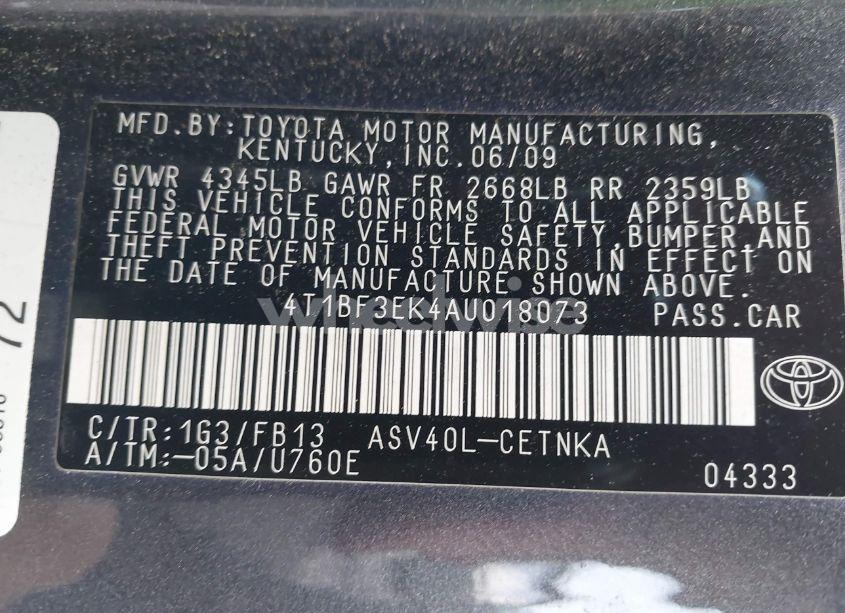 MFD.BY:TOYOTA MOTOR MANUFACTURING,
KENTUCKY,INC.06/09
GVWR 4345LB GAWR FR 2668LB RR 2359LB
THIS VEHICLE CONFORMS TO ALL APPLICABLE
FEDERAL MOTOR VEHICLE SAFETY,BUMPER,AND
THEFT PREVENTION STANDARDS IN EFFECT ON
THE DATE OF MANUFACTURE SHOWN ABOVE.
4T1BF3EK4AU018073 PASS.CAR
wheelwise
C/TR:1G3/FB13 ASV40L-CETNKA
A/TM:-05A/U760E 04333
72